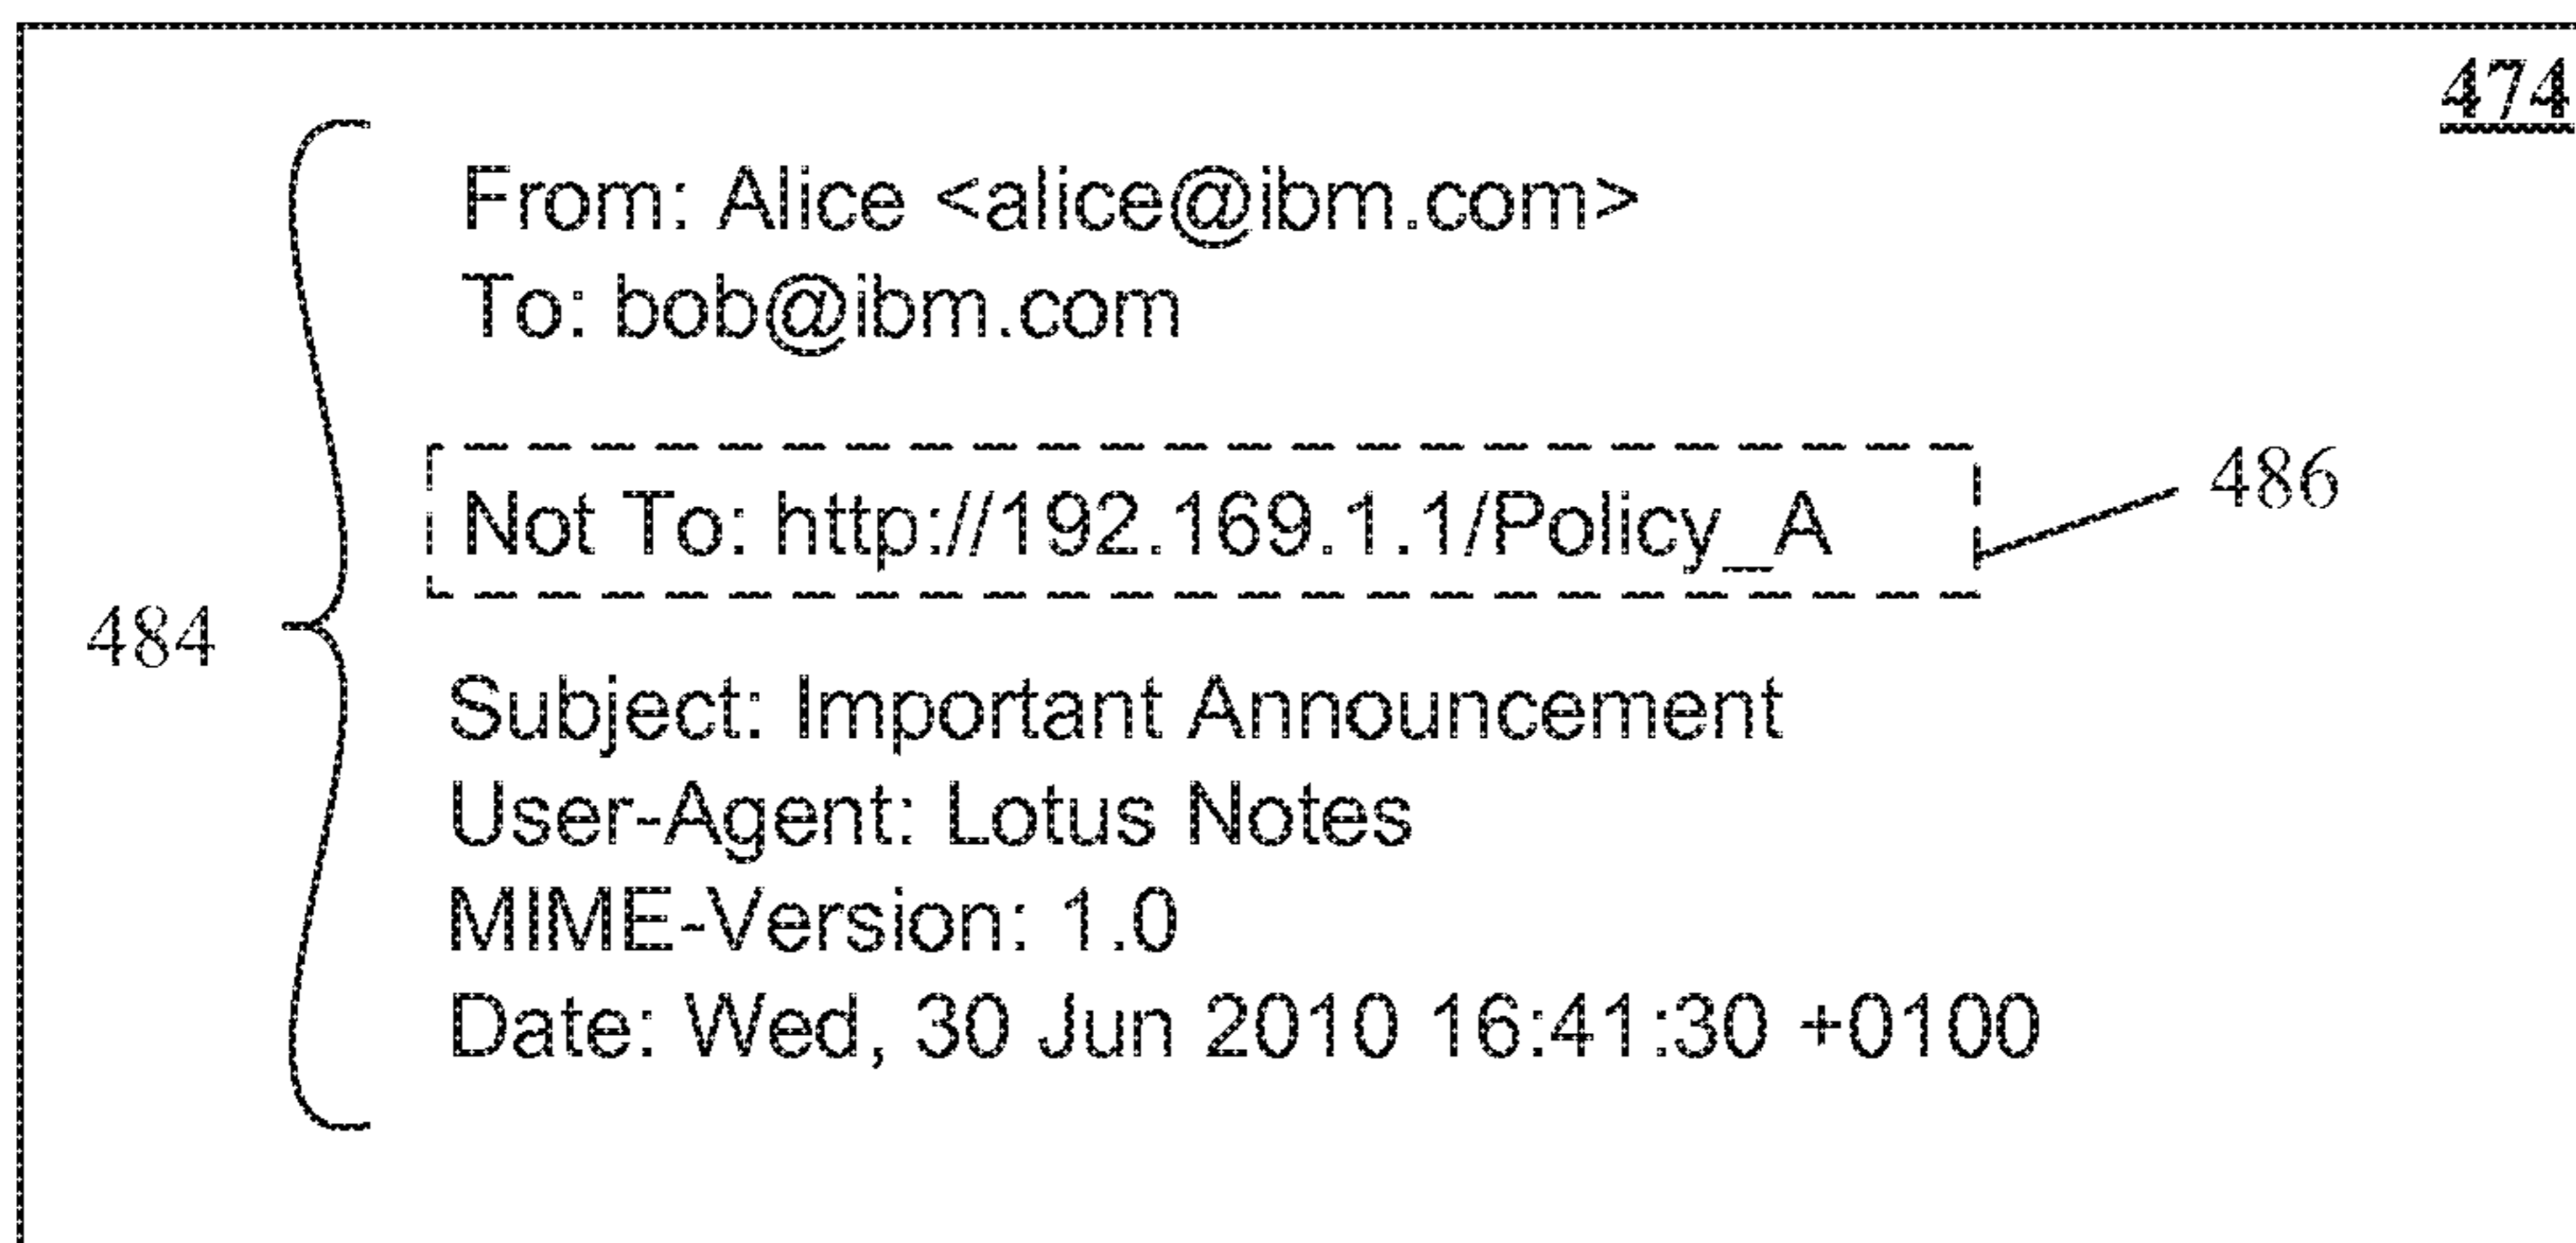 474
From: Alice <alice@ibm.com>
To: bob@ibm.com
Not To: http://192.169.1.1/Policy_A
486
484
Subject: Important Announcement
User-Agent: Lotus Notes
MIME-Version: 1.0
Date: Wed, 30 Jun 2010 16:41:30 +0100